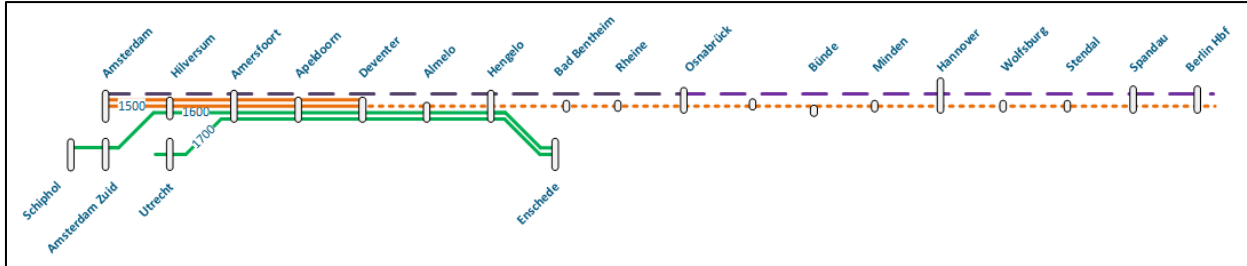 Amsterdam
Hilversum
Amersfoort
Apeldoorn
Deventer
Almelo
Hengelo
Bad Bentheim
Rheine
Osnabrück
Bünde
Minden
Hannover
Wolfsburg
Stendal
Spandau
Berlin Hbf
1500
1600
1700
Schiphol
Amsterdam Zuid
Utrecht
Enschede